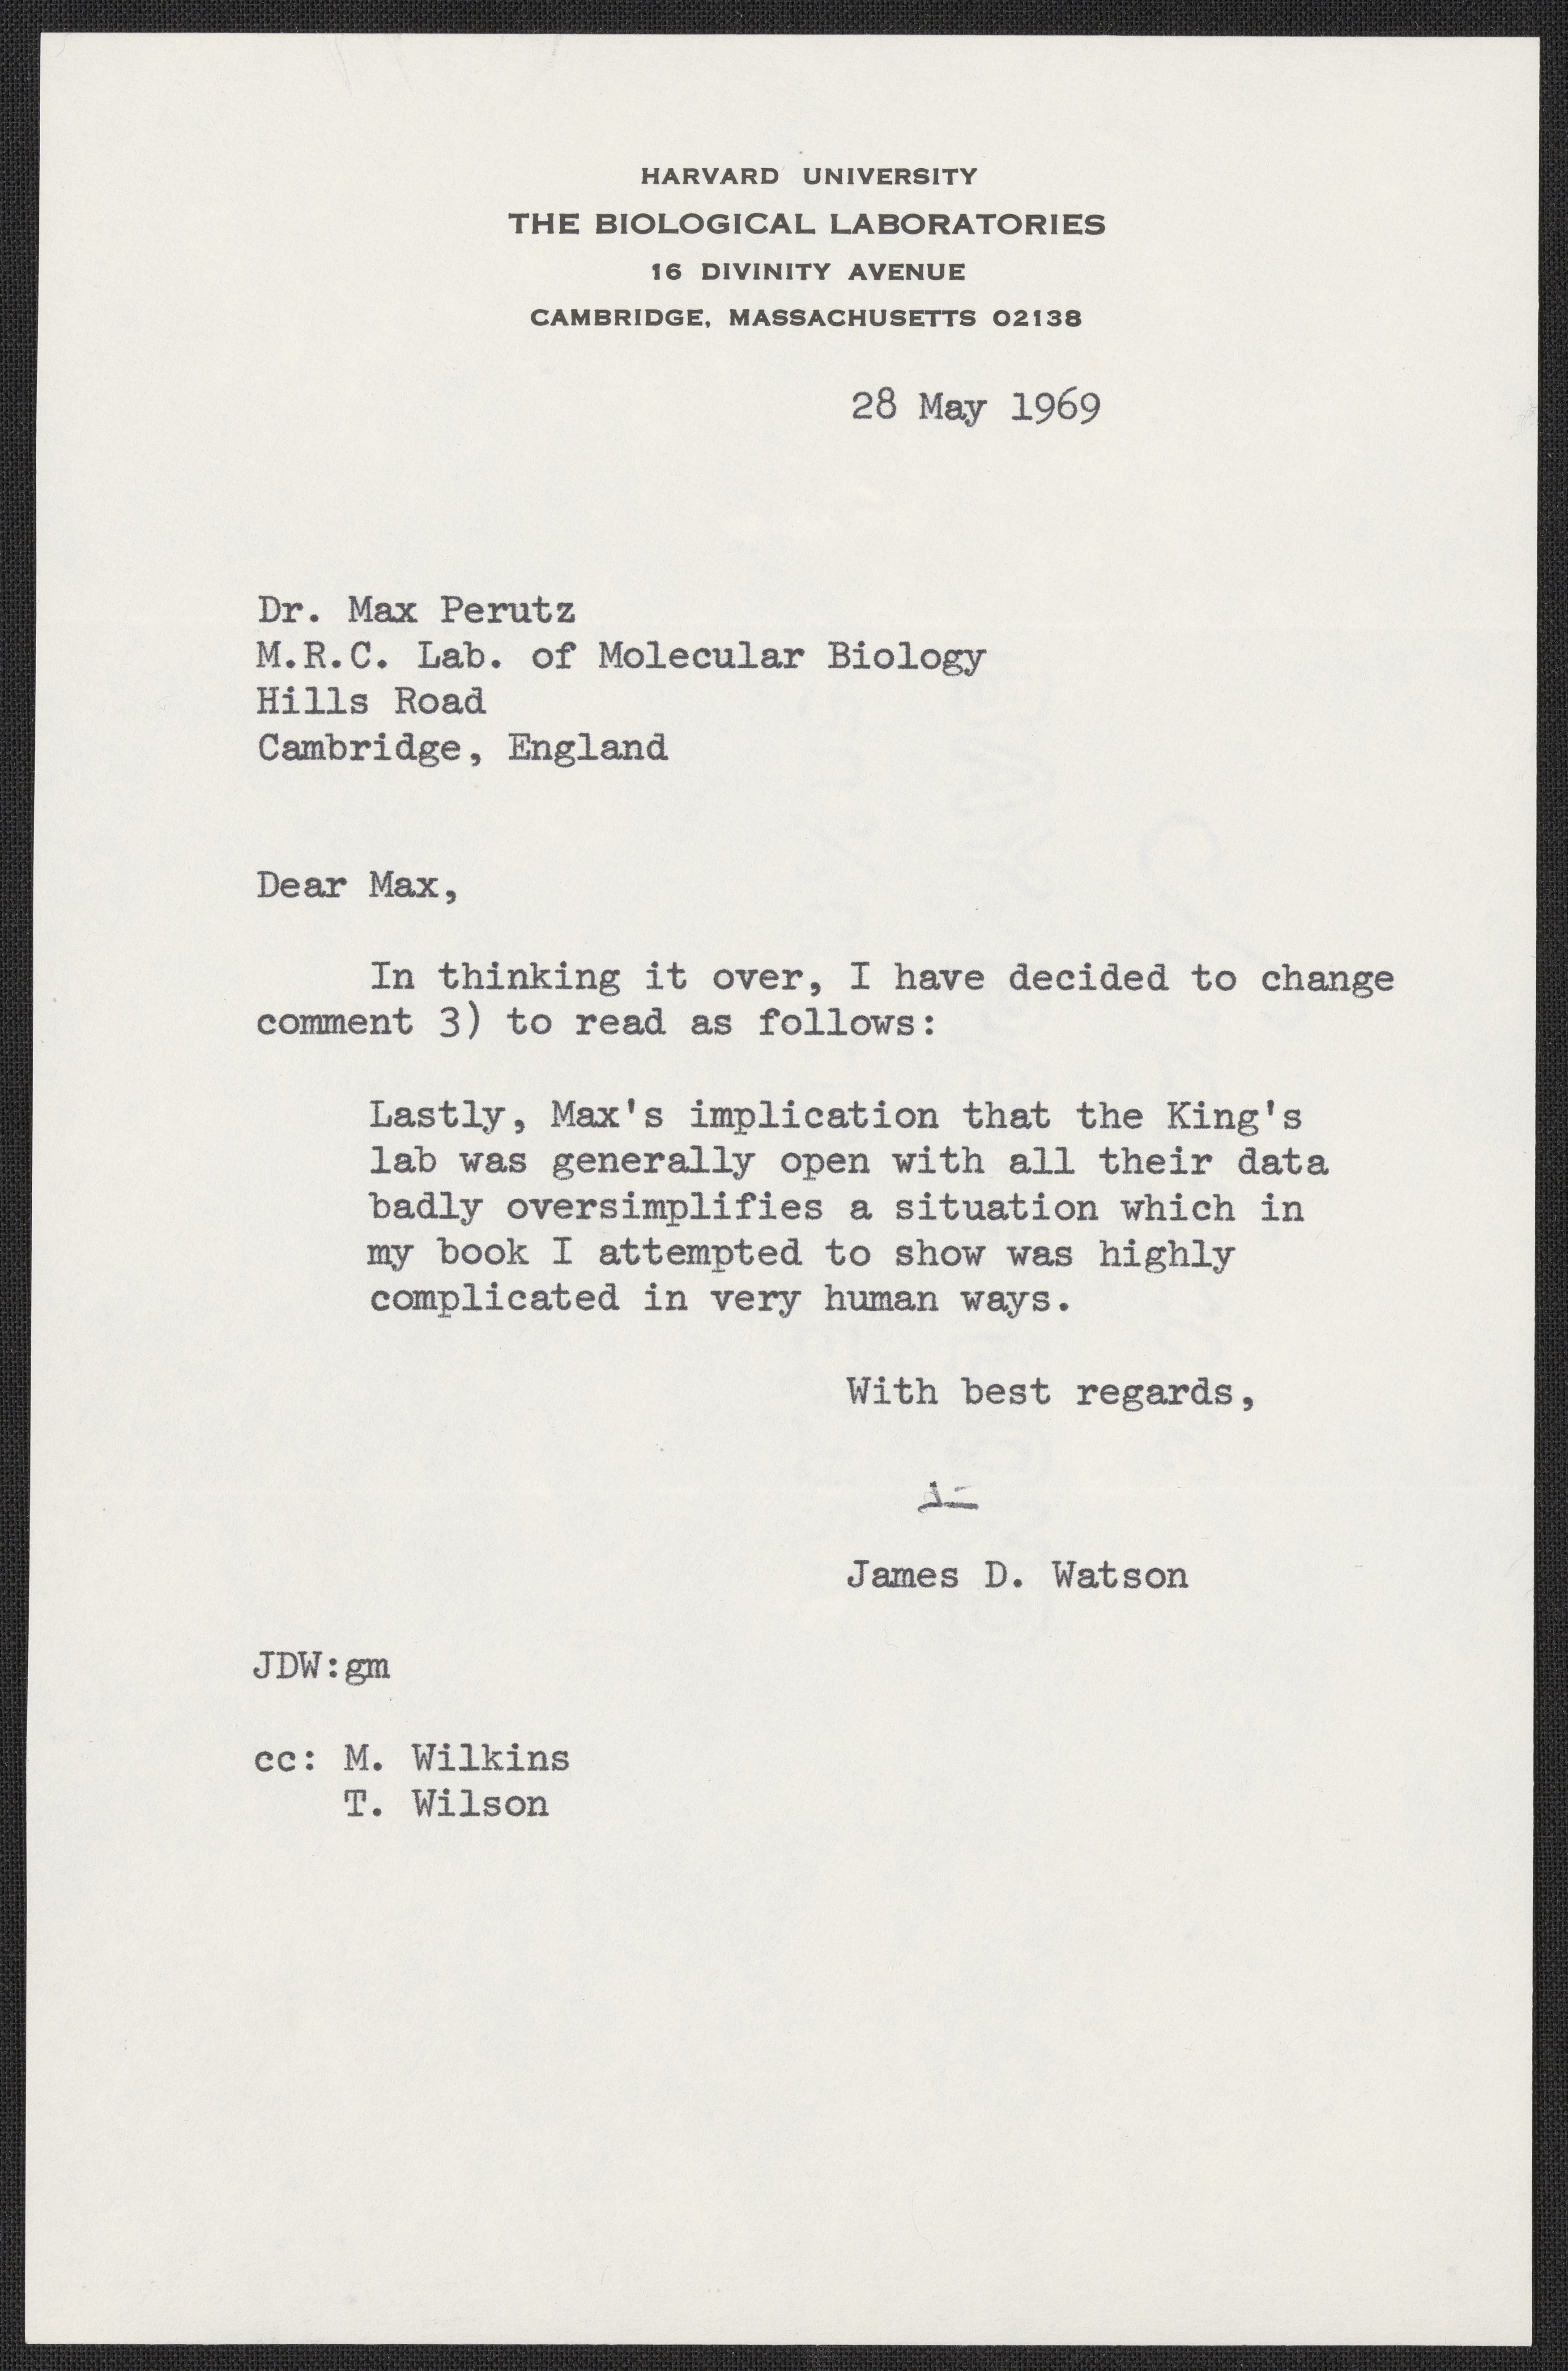 HARVARD UNIVERSITY
THE BIOLOGICAL LABORATORIES
16 DIVINITY AVENUE
CAMBRIDGE, MASSACHUSETTS 02138
28 May 1969
Dr. Max Perutz
M.R.C. Lab. of Molecular Biology
Hills Road
Cambridge, England
Dear Max,
In thinking it over, I have decided to change
comment 3) to read as follows:
Lastly, Max's implication that the King's
lab was generally open with all their data
badly oversimplifies a situation which in
my book I attempted to show was highly
complicated in very human ways.
With best regards,
James D. Watson
JDW:gm
cc: M. Wilkins
T. Wilson